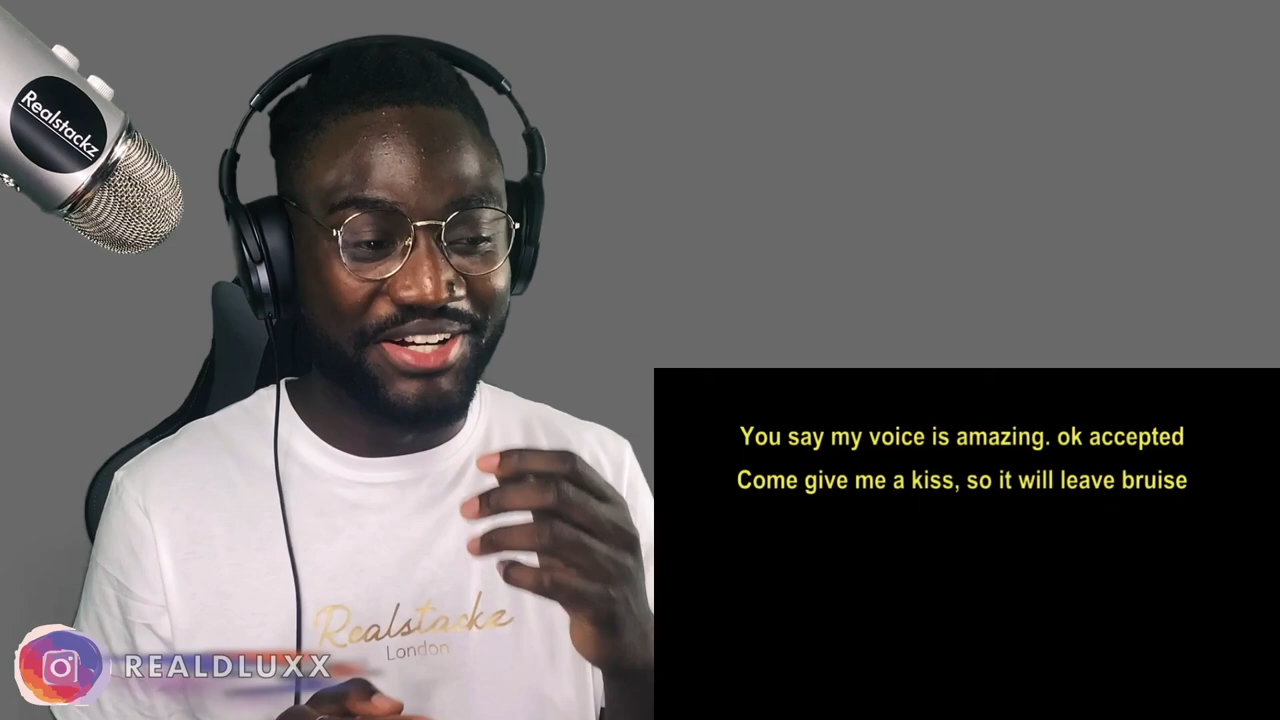 Realstackz
You say my voice is amazing. ok accepted
Come give me a kiss, so it will leave bruise
Realstackz
London
REALDLUXX